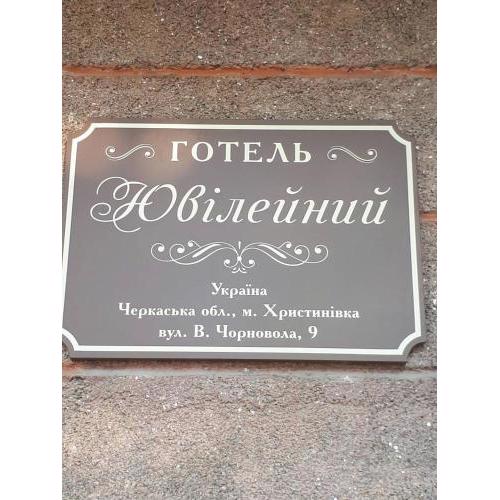 ГОТЕЛЬ
Ювілейний
Україна
Черкаська обл., м. Христинівка
вул. В. Чорновола, 9